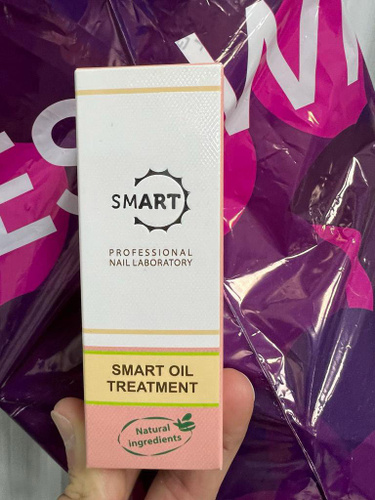 SMART
PROFESSIONAL
NAIL LABORATORY
SMART OIL
TREATMENT
Natural
ingredients